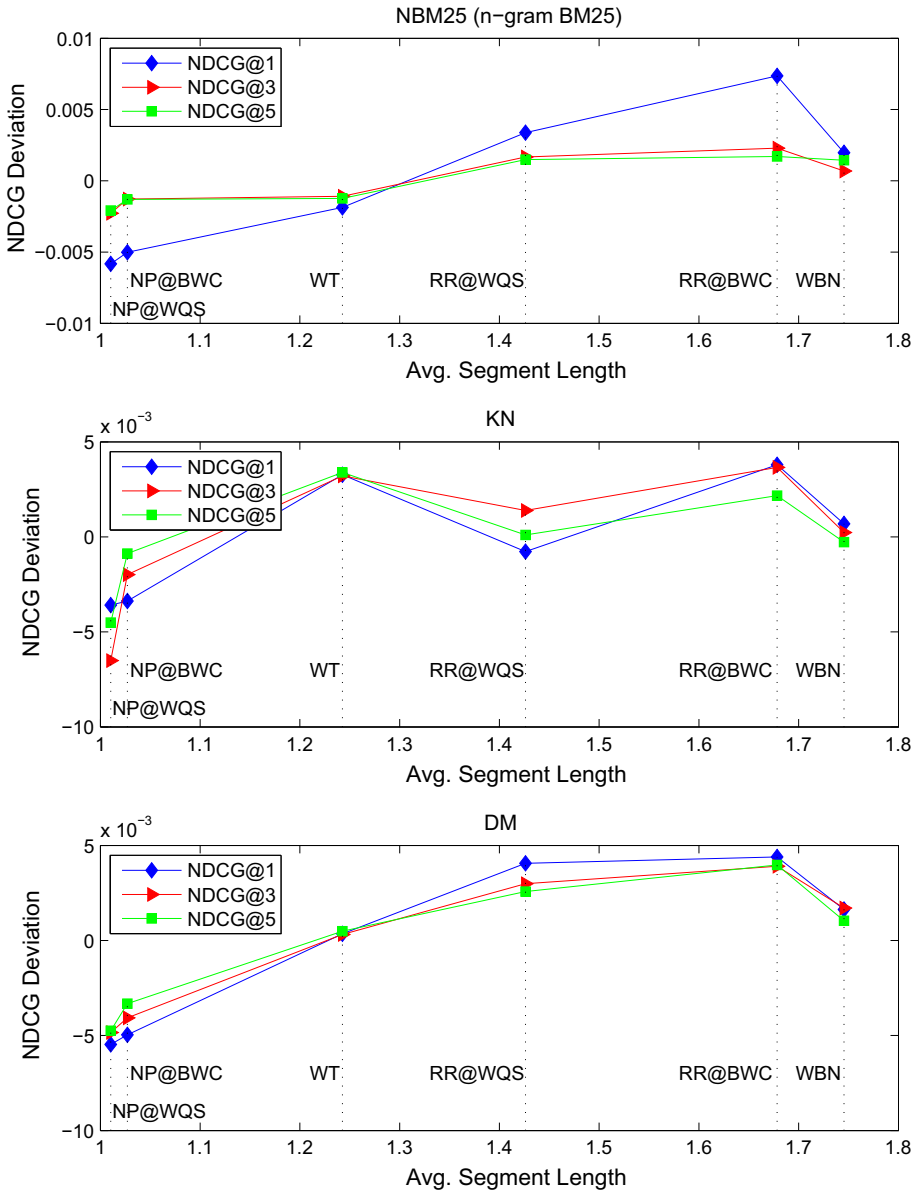 NBM25 (n−gram BM25)
0.01
0.005
0
−0.005
−0.01
NDCG Deviation
NDCG@1
NDCG@3
NDCG@5
NP@BWC
WT
RR@WQS
RR@BWC
WBN
NP@WQS
1 1.1 1.2 1.3 1.4 1.5 1.6 1.7 1.8
Avg. Segment Length
x 10−3
KN
5
0
−5
−10
NDCG Deviation
NDCG@1
NDCG@3
NDCG@5
NP@BWC
WT
RR@WQS
RR@BWC
WBN
NP@WQS
1 1.1 1.2 1.3 1.4 1.5 1.6 1.7 1.8
Avg. Segment Length
x 10−3
DM
5
0
−5
−10
NDCG Deviation
NDCG@1
NDCG@3
NDCG@5
NP@BWC
WT
RR@WQS
RR@BWC
WBN
NP@WQS
1 1.1 1.2 1.3 1.4 1.5 1.6 1.7 1.8
Avg. Segment Length